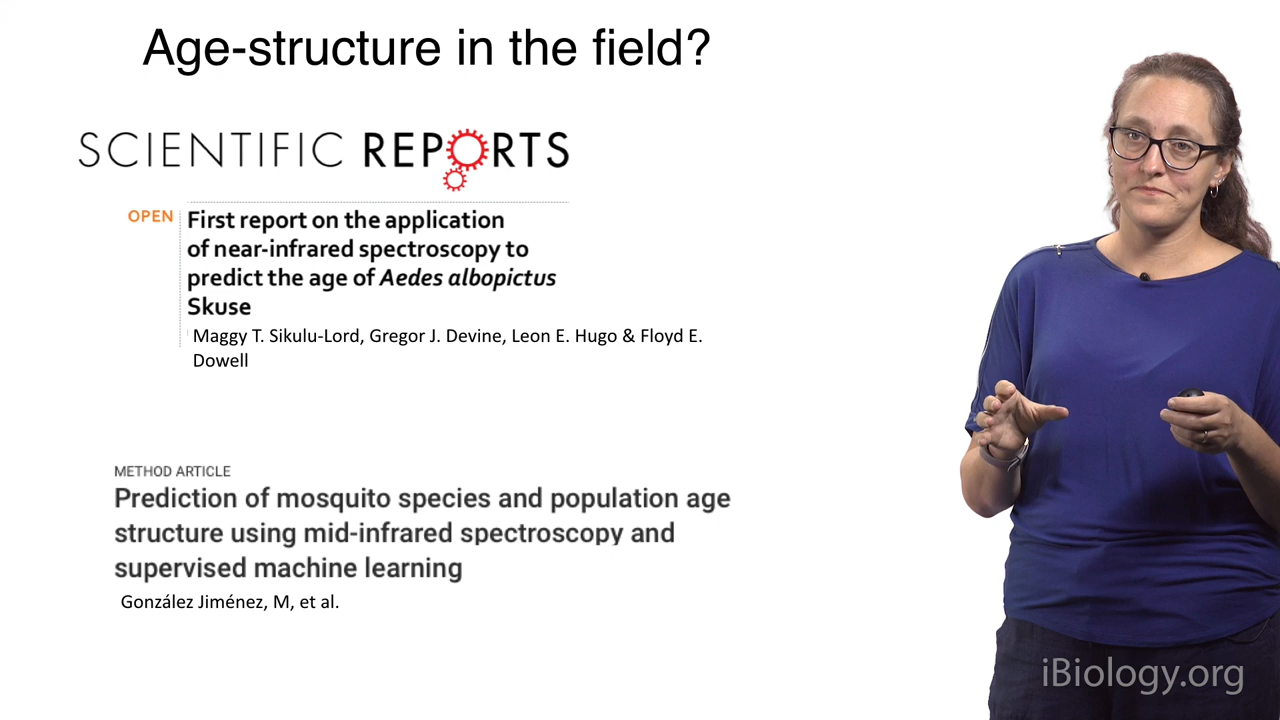 Age-structure in the field?
SCIENTIFIC REPORTS
OPEN
First report on the application
of near-infrared spectroscopy to
predict the age of Aedes albopictus
Skuse
Maggy T. Sikulu-Lord, Gregor J. Devine, Leon E. Hugo & Floyd E.
Dowell
METHOD ARTICLE
Prediction of mosquito species and population age
structure using mid-infrared spectroscopy and
supervised machine learning
González Jiménez, M, et al.
iBiology.org